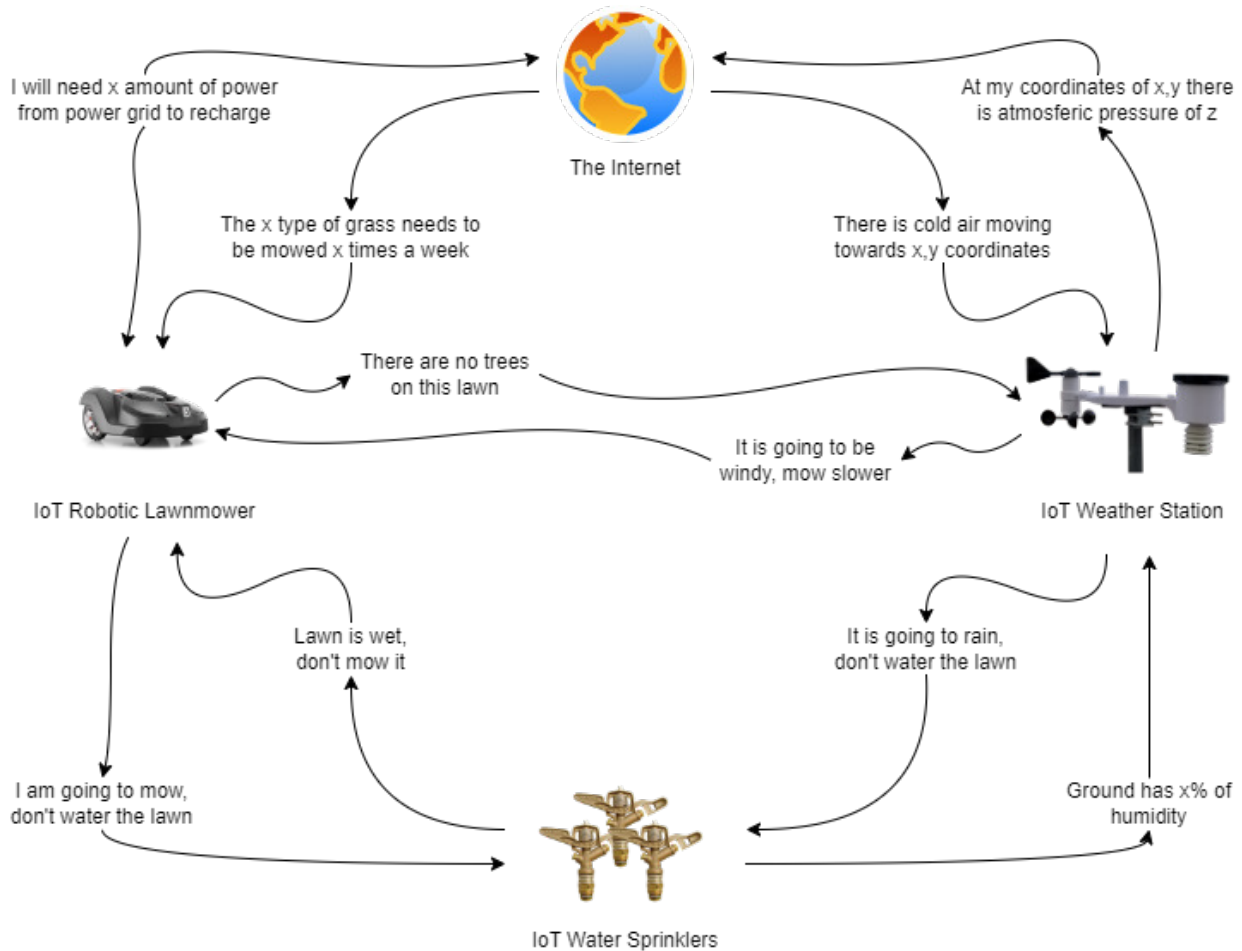 I will need x amount of power
from power grid to recharge
At my coordinates of x,y there
is atmosferic pressure of z
The Internet
The x type of grass needs to
be mowed x times a week
There is cold air moving
towards x,y coordinates
There are no trees
on this lawn
It is going to be
windy, mow slower
IoT Robotic Lawnmower
IoT Weather Station
Lawn is wet,
don't mow it
It is going to rain,
don't water the lawn
I am going to mow,
don't water the lawn
Ground has x% of
humidity
IoT Water Sprinklers